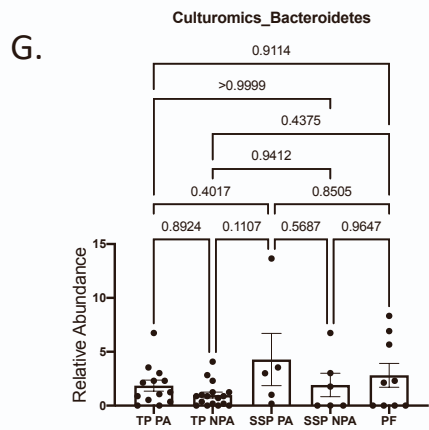 Culturomics_Bacteroidetes
G.
0.9114
>0.9999
0.4375
0.9412
0.4017 0.8505
0.8924 0.1107 0.5687 0.9647
15
10
5
0
Relative Abundance
TP PA TP NPA SSP PA SSP NPA PF